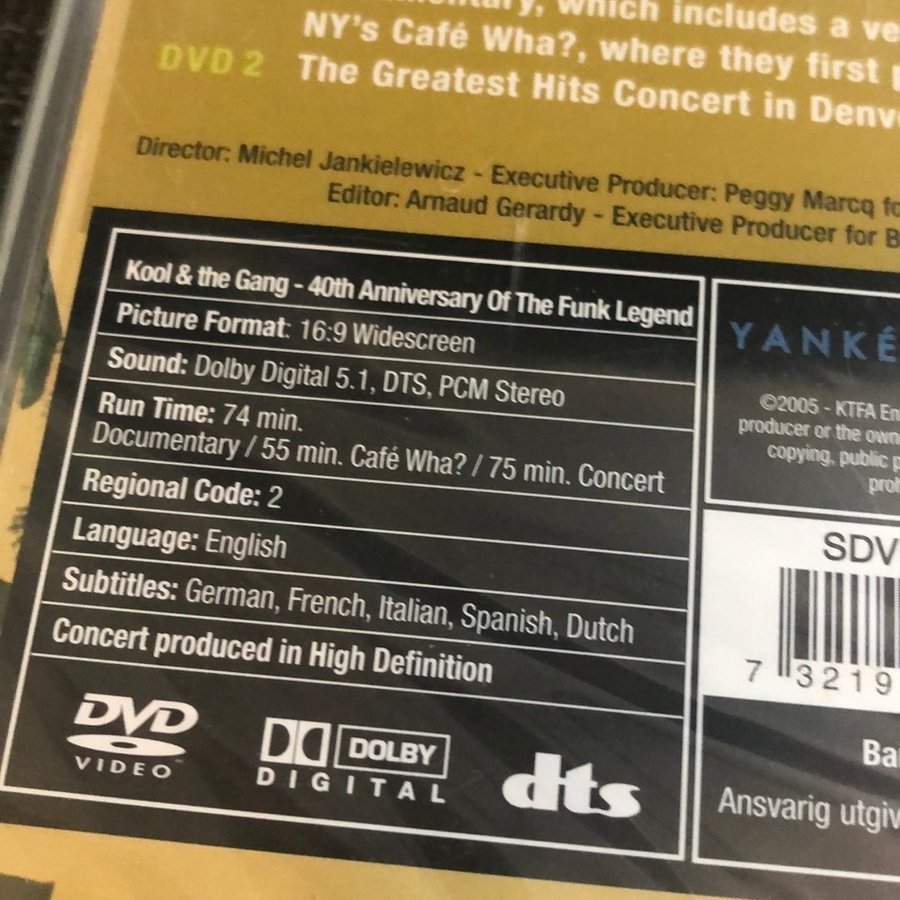 which includes a
NY's Café Wha?, where they first
DVD 2 The Greatest Hits Concert in
Director: Michel Jankielewicz - Executive Producer: Peggy Marcq
Editor: Arnaud Gerardy - Executive Producer for
Kool & the Gang - 40th Anniversary Of The Funk Legend
Picture Format: 16:9 Widescreen
Sound: Dolby Digital 5.1, DTS, PCM Stereo
Run Time: 74 min.
Documentary / 55 min. Café Wha? / 75 min. Concert
Regional Code: 2
Language: English
Subtitles: German, French, Italian, Spanish, Dutch
Concert produced in High Definition
DVD
VIDEO
DOLBY
DIGITAL
dts
YANKÉ
©2005 - KTFA
producer or the
copying, public
SDV
7 3219
Ansvarig